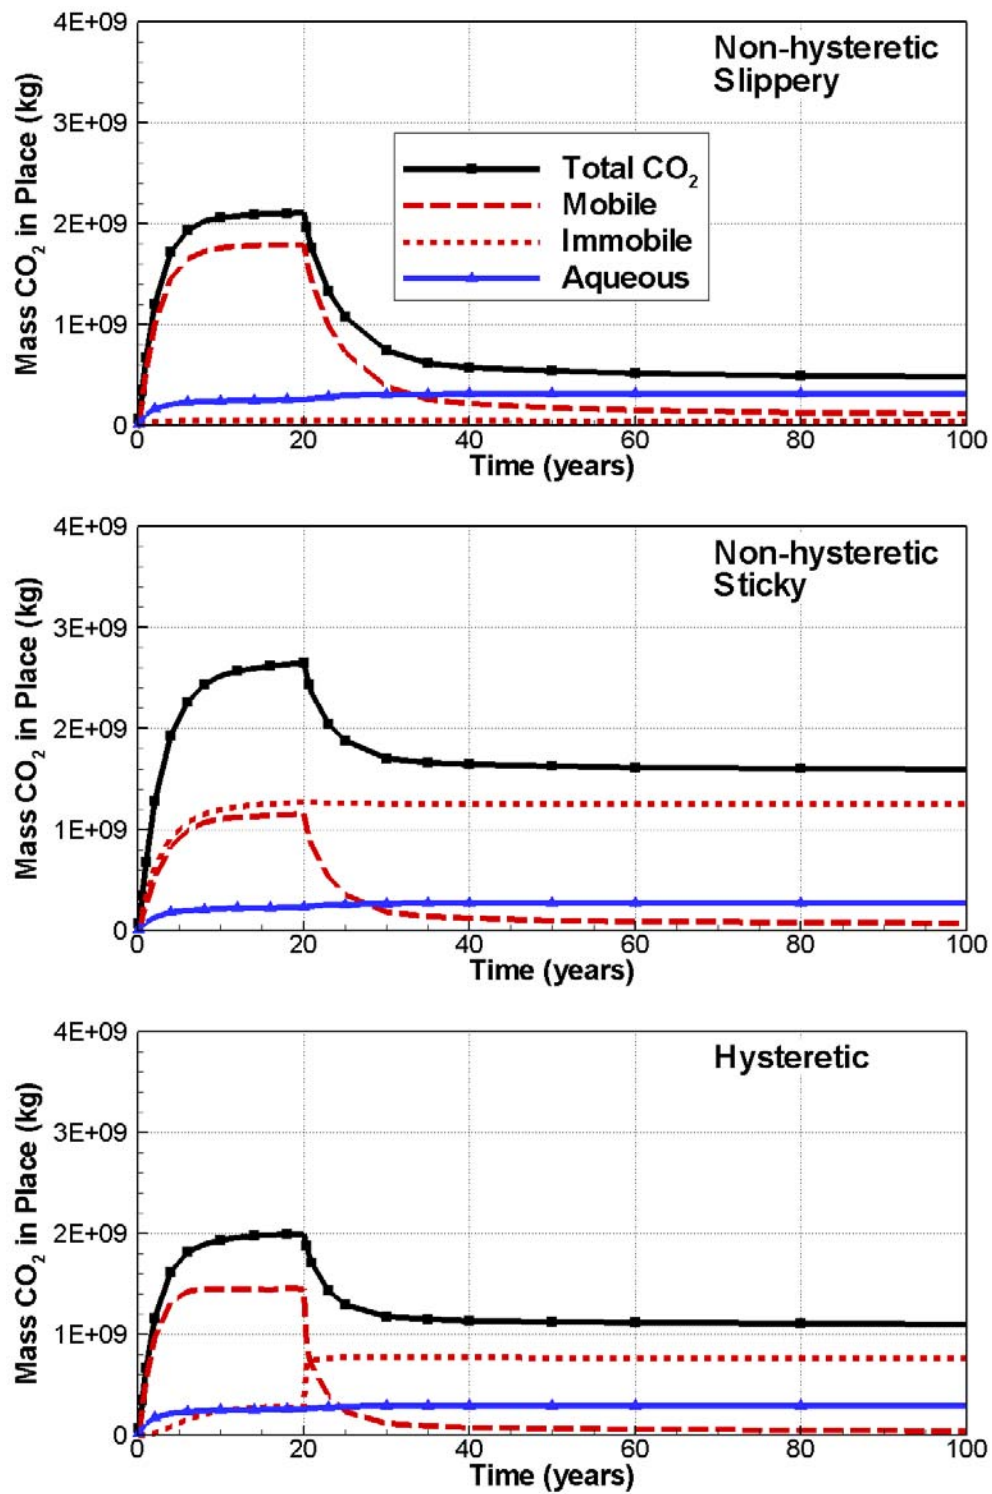 4E+09
Non-hysteretic
Slippery
3E+09
Total CO₂
Mobile
Immobile
Aqueous
2E+09
1E+09
0
Mass CO₂ in Place (kg)
0 20 40 60 80 100
Time (years)
4E+09
Non-hysteretic
Sticky
3E+09
2E+09
1E+09
0
Mass CO₂ in Place (kg)
0 20 40 60 80 100
Time (years)
4E+09
Hysteretic
3E+09
2E+09
1E+09
0
Mass CO₂ in Place (kg)
0 20 40 60 80 100
Time (years)